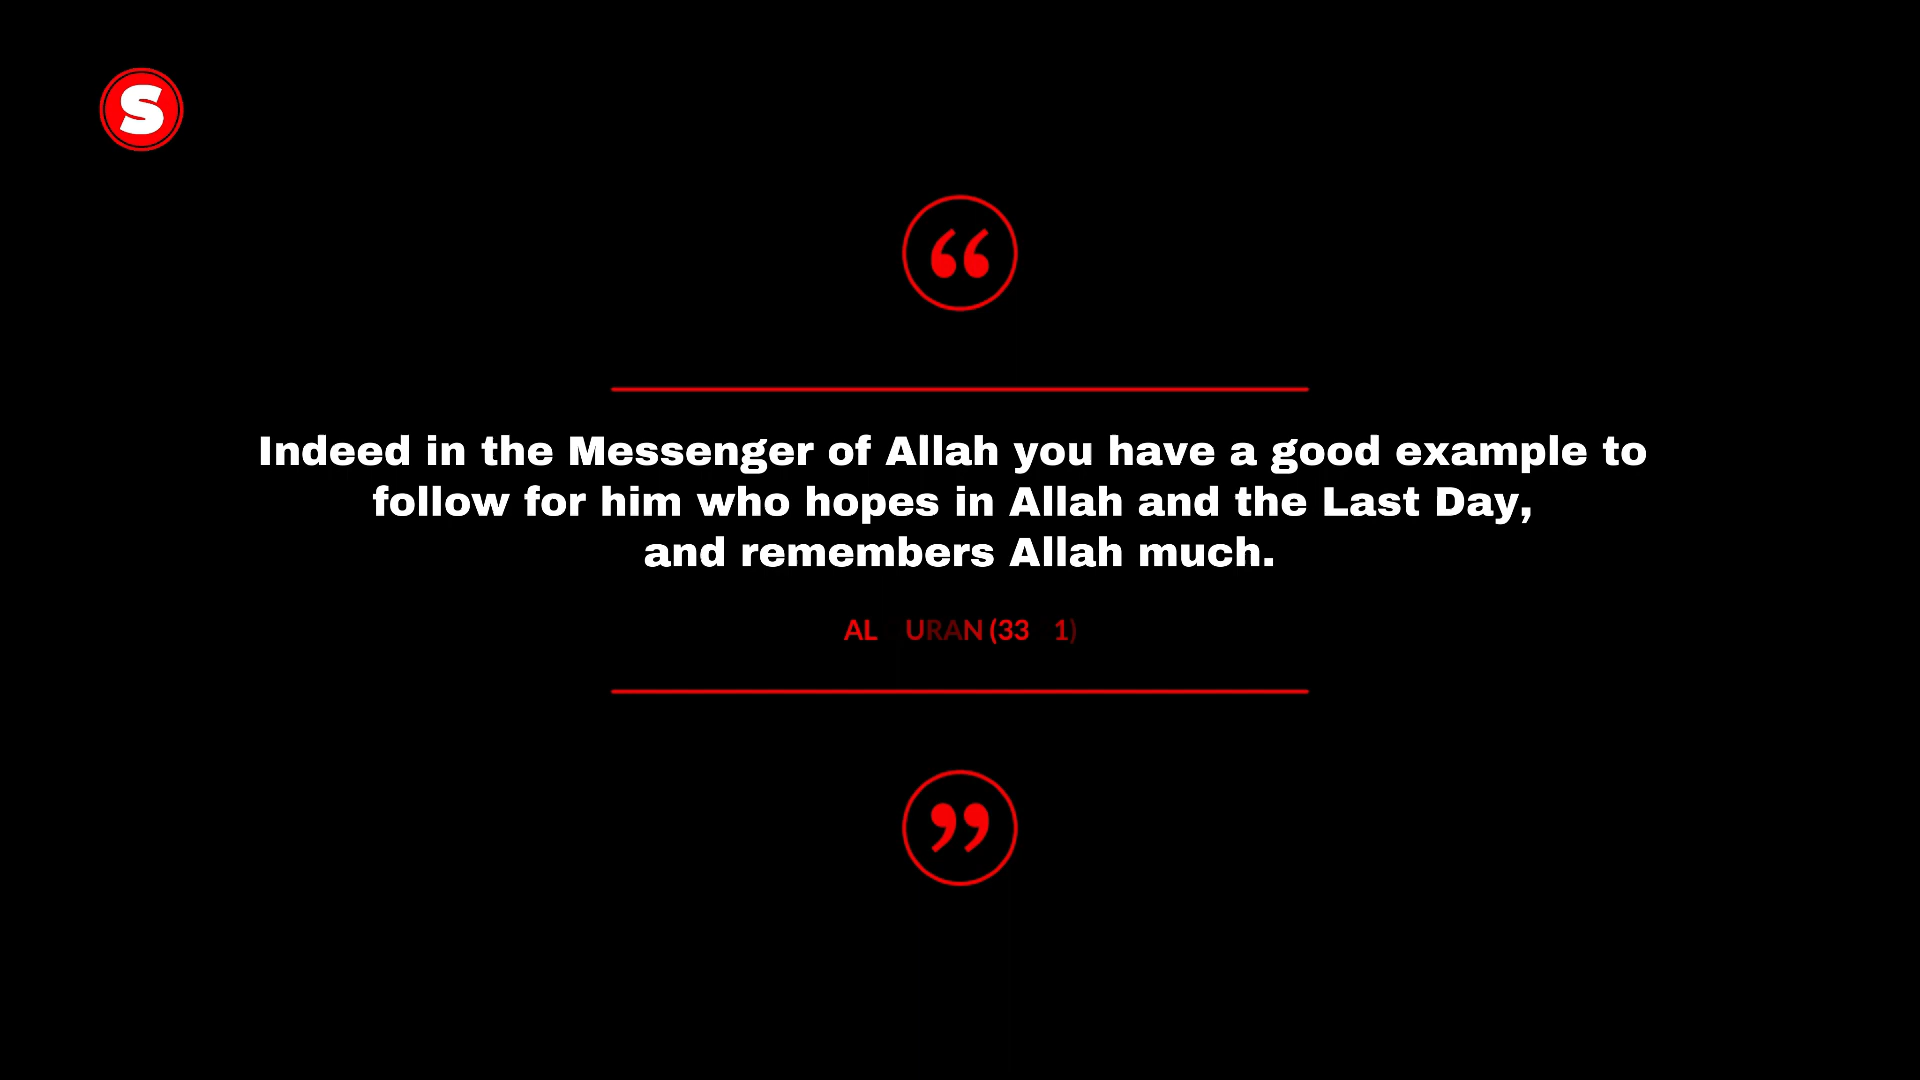 S
“
Indeed in the Messenger of Allah you have a good example to
follow for him who hopes in Allah and the Last Day,
and remembers Allah much.
AL URAN (33 1)
”